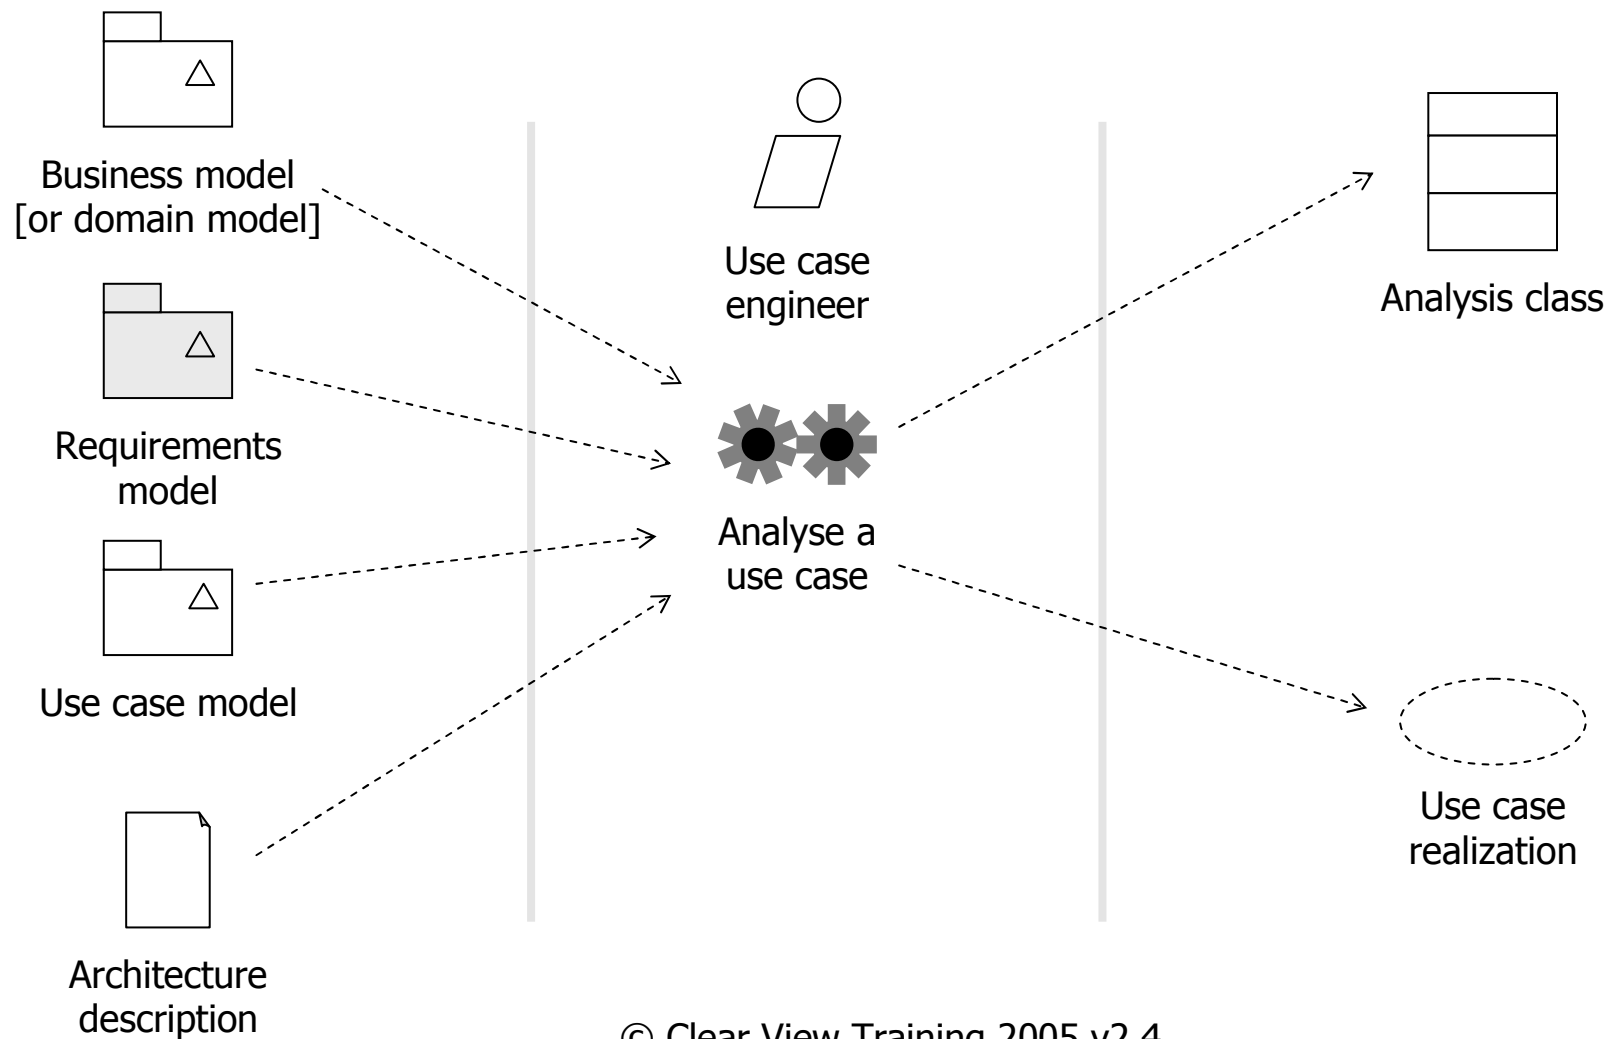 Business model
[or domain model]
Requirements
model
Use case model
Architecture
description
Use case
engineer
Analyse a
use case
Analysis class
Use case
realization
© Clear View Training 2005 v2.4